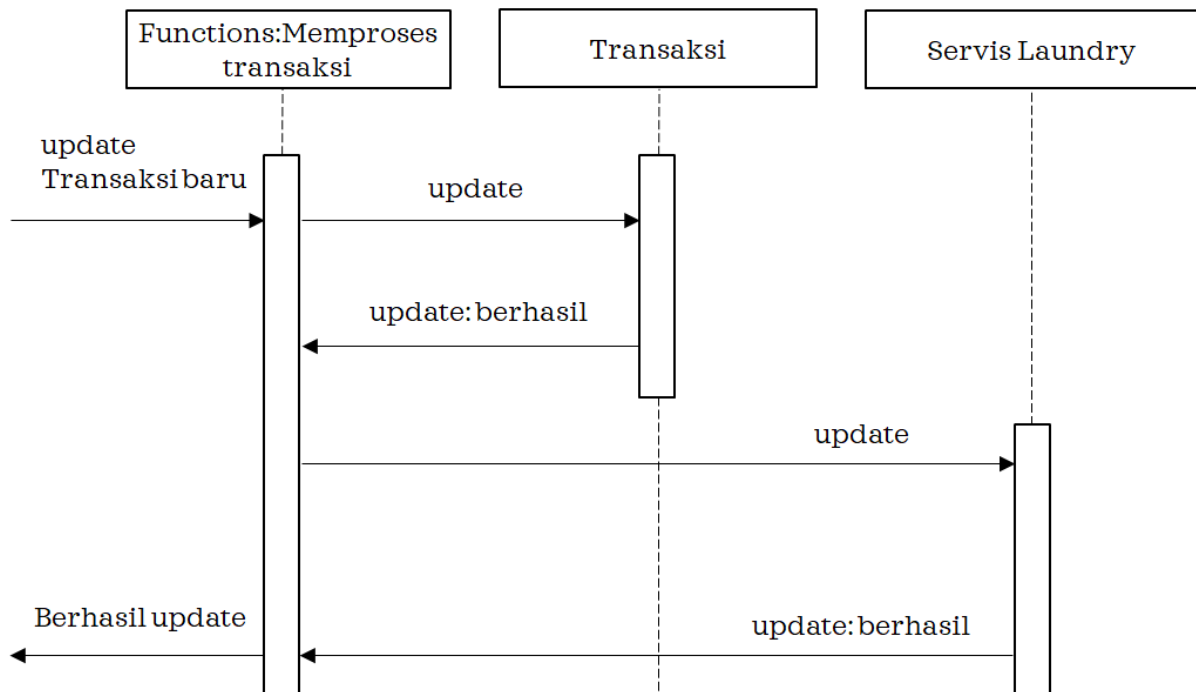 Functions:Memproses
transaksi
Transaksi
Servis Laundry
update
Transaksi baru
update
update: berhasil
update
Berhasil update
update: berhasil